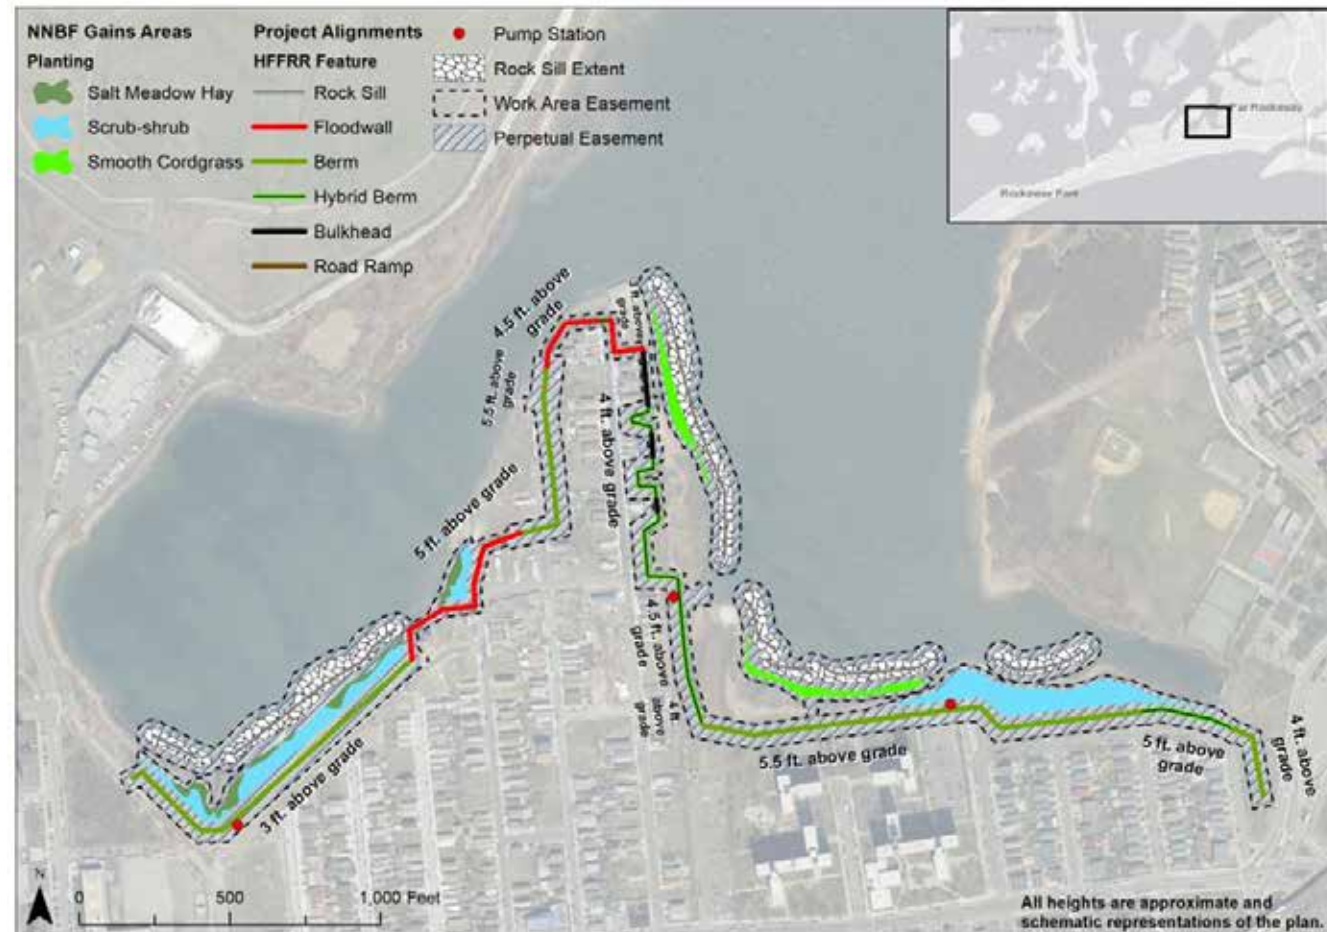 NNBF Gains Areas
Planting
Salt Meadow Hay
Scrub-shrub
Smooth Cordgrass
Project Alignments
HFFRR Feature
Rock Sill
Floodwall
Berm
Hybrid Berm
Bulkhead
Road Ramp
Pump Station
Rock Sill Extent
Work Area Easement
Perpetual Easement
Far Rockaway
4.5 ft. above
grade
3 ft. above
grade
5.5 ft. above
grade
4 ft. above grade
5 ft. above grade
4.5 ft. above
grade
4 ft.
above
grade
3 ft. above grade
5.5 ft. above grade
5 ft. above
grade
4 ft. above
grade
N
0
500
1,000 Feet
All heights are approximate and
schematic representations of the plan.